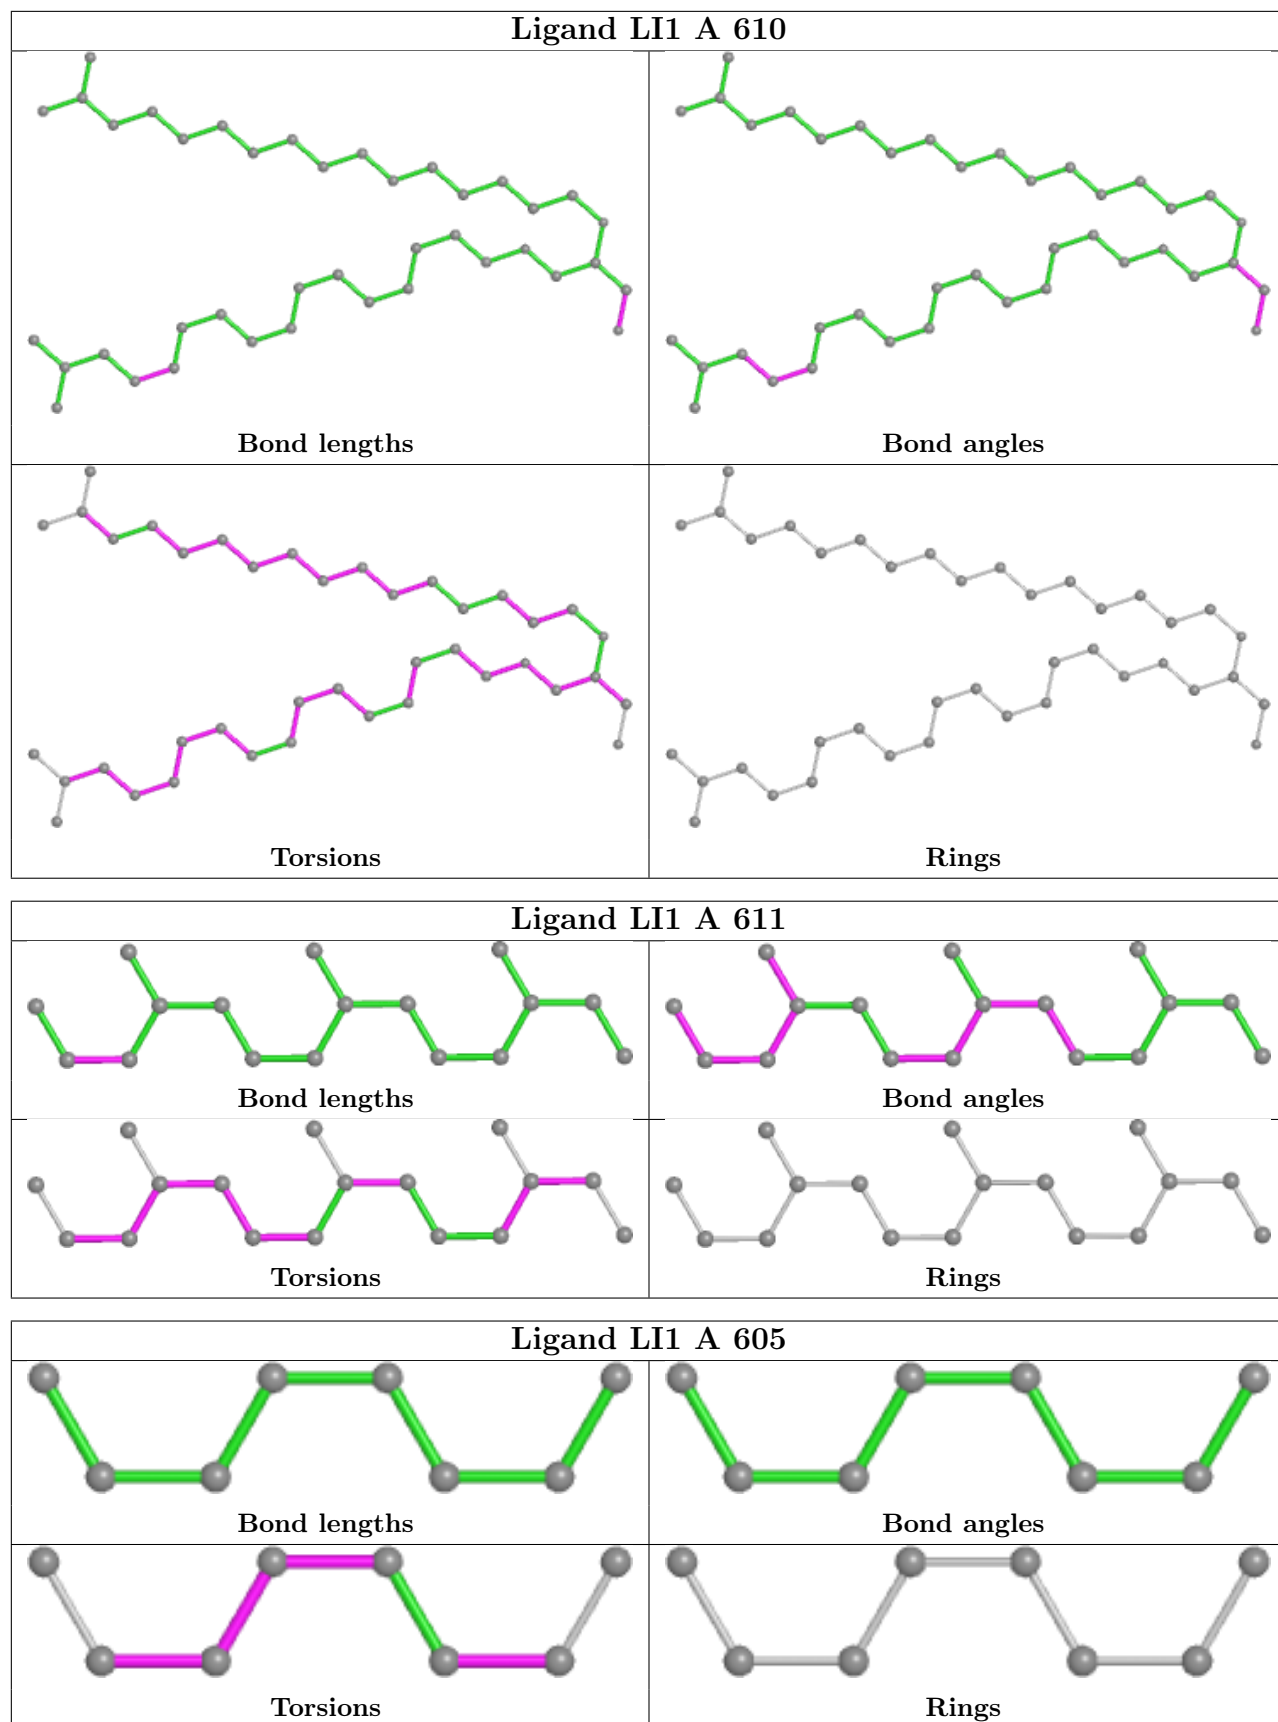 Ligand LI1 A 610
Bond lengths
Bond angles
Torsions
Rings
Ligand LI1 A 611
Bond lengths
Bond angles
Torsions
Rings
Ligand LI1 A 605
Bond lengths
Bond angles
Torsions
Rings